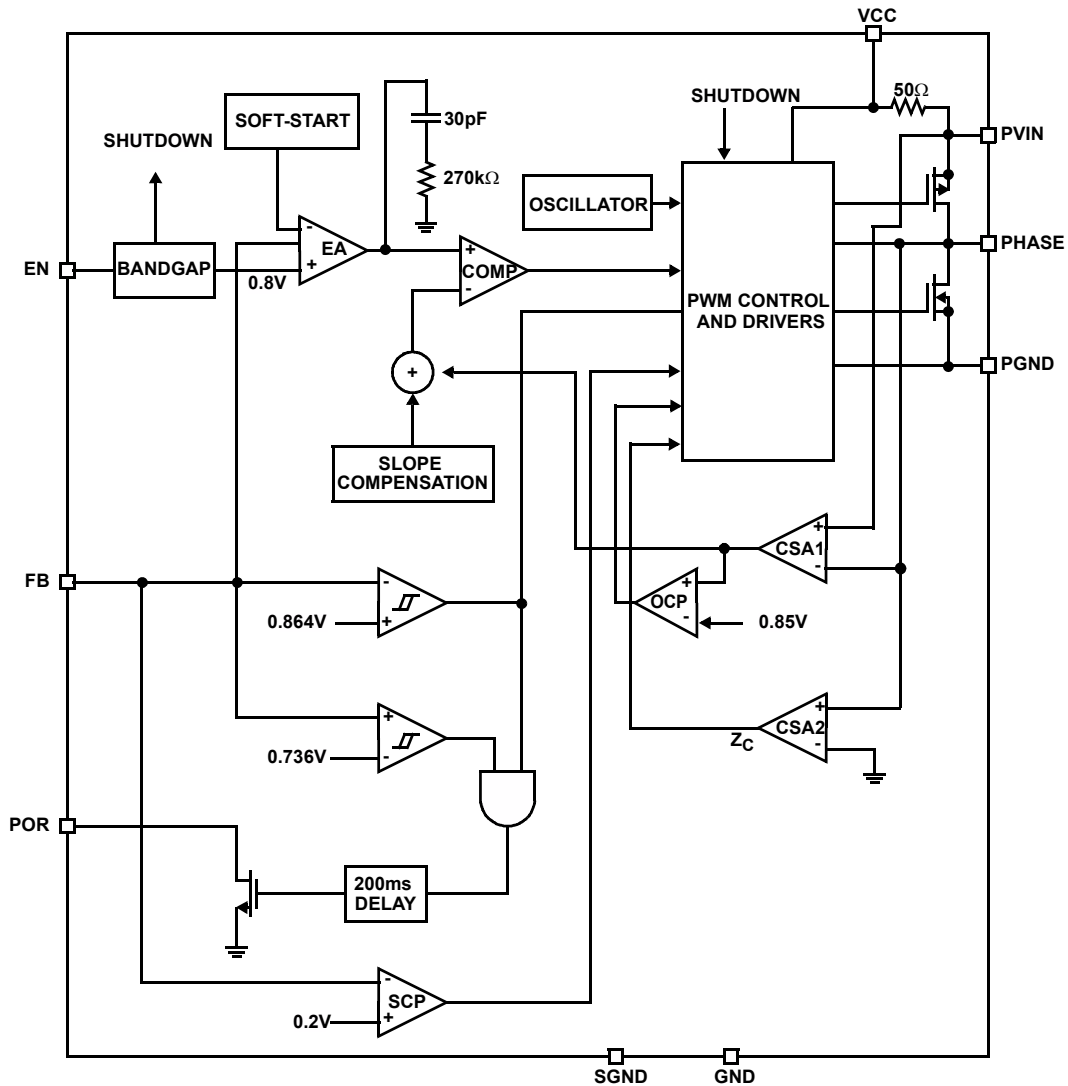 VCC
50Ω
SHUTDOWN
PVIN
SOFT-START
30pF
SHUTDOWN
270kΩ
OSCILLATOR
-
EA
+
PHASE
EN
BANDGAP
0.8V
+
COMP
-
PWM CONTROL
AND DRIVERS
PGND
+
SLOPE
COMPENSATION
+
CSA1
-
FB
-
+
0.864V
+
OCP
-
0.85V
+
-
0.736V
+
CSA2
-
ZC
POR
200ms
DELAY
-
SCP
+
0.2V
SGND
GND